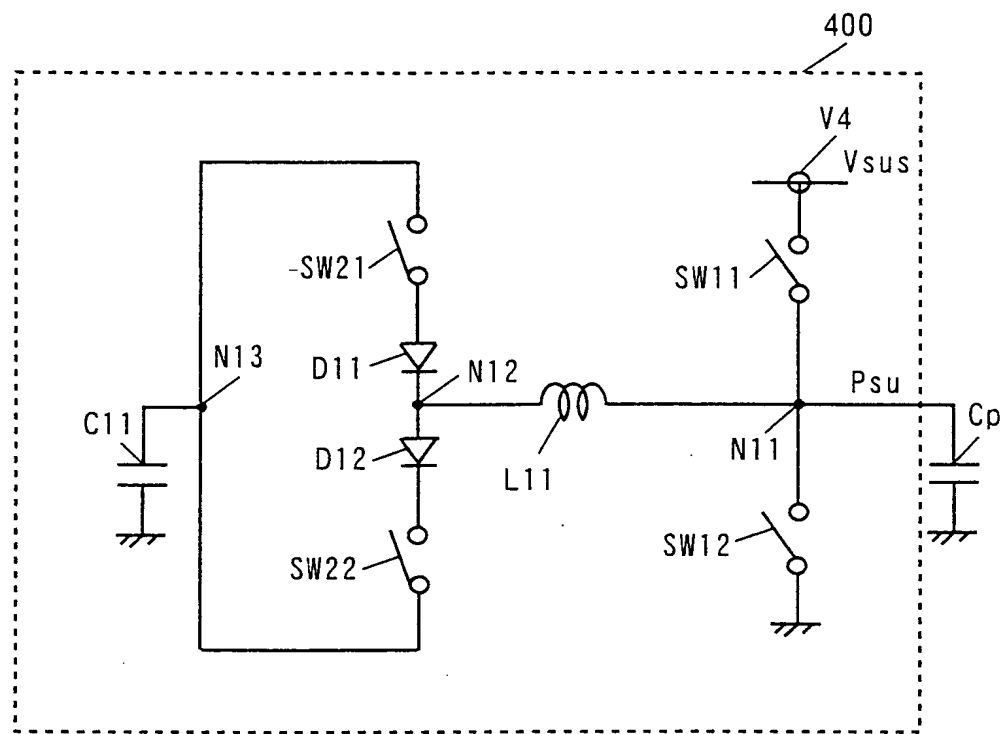 400
V4
Vsus
-SW21
SW11
N13
D11
N12
Psu
C11
Cp
D12
L11
N11
SW22
SW12